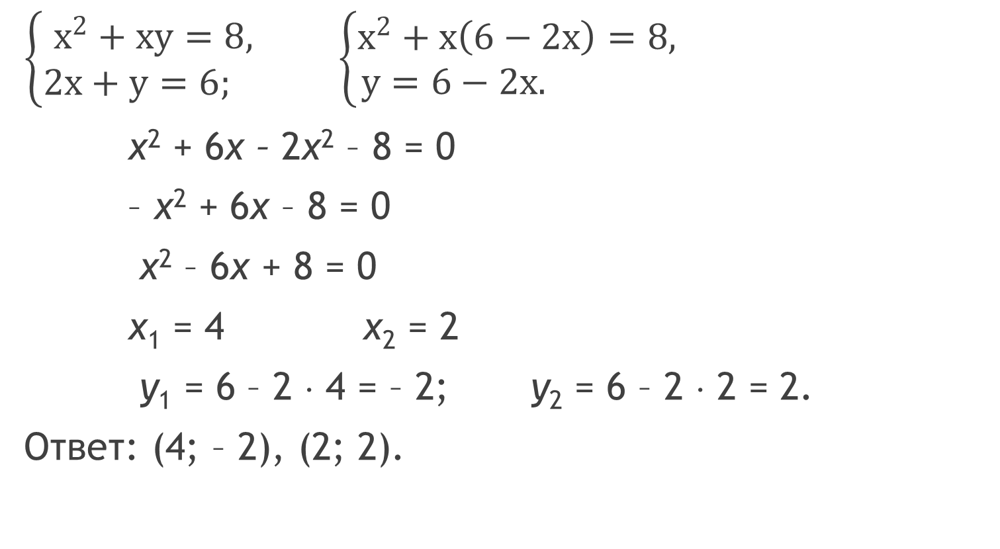 { x² + xy = 8, { x² + x(6 − 2x) = 8,
2x + y = 6; y = 6 − 2x.
x² + 6x – 2x² – 8 = 0
– x² + 6x – 8 = 0
x² – 6x + 8 = 0
x₁ = 4 x₂ = 2
y₁ = 6 – 2 · 4 = – 2; y₂ = 6 – 2 · 2 = 2.
Ответ: (4; – 2), (2; 2).